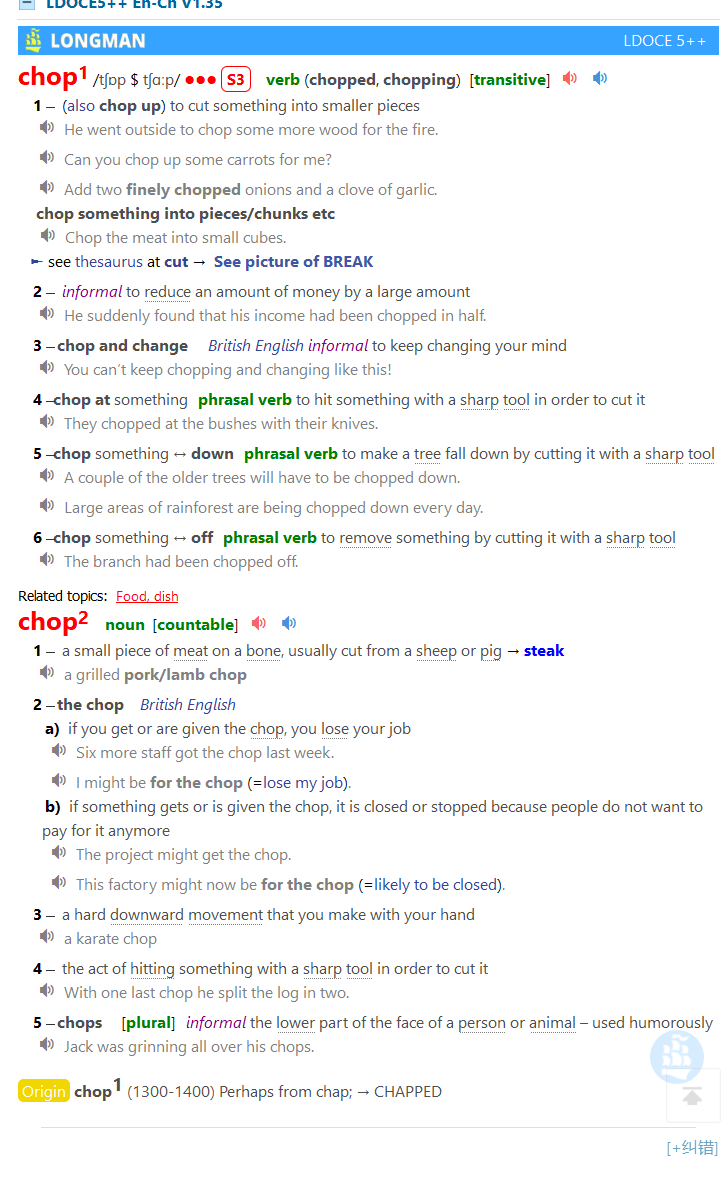 LDOCE5++ En-Ch V1.35
LONGMAN LDOCE 5++
chop1 /tʃɒp $ tʃɑːp/ ●●● S3 verb (chopped, chopping) [transitive]
1 – (also chop up) to cut something into smaller pieces
He went outside to chop some more wood for the fire.
Can you chop up some carrots for me?
Add two finely chopped onions and a clove of garlic.
chop something into pieces/chunks etc
Chop the meat into small cubes.
► see thesaurus at cut → See picture of BREAK
2 – informal to reduce an amount of money by a large amount
He suddenly found that his income had been chopped in half.
3 – chop and change British English informal to keep changing your mind
You can’t keep chopping and changing like this!
4 – chop at something phrasal verb to hit something with a sharp tool in order to cut it
They chopped at the bushes with their knives.
5 – chop something ↔ down phrasal verb to make a tree fall down by cutting it with a sharp tool
A couple of the older trees will have to be chopped down.
Large areas of rainforest are being chopped down every day.
6 – chop something ↔ off phrasal verb to remove something by cutting it with a sharp tool
The branch had been chopped off.
Related topics: Food, dish
chop2 noun [countable]
1 – a small piece of meat on a bone, usually cut from a sheep or pig → steak
a grilled pork/lamb chop
2 – the chop British English
a) if you get or are given the chop, you lose your job
Six more staff got the chop last week.
I might be for the chop (=lose my job).
b) if something gets or is given the chop, it is closed or stopped because people do not want to
pay for it anymore
The project might get the chop.
This factory might now be for the chop (=likely to be closed).
3 – a hard downward movement that you make with your hand
a karate chop
4 – the act of hitting something with a sharp tool in order to cut it
With one last chop he split the log in two.
5 – chops [plural] informal the lower part of the face of a person or animal – used humorously
Jack was grinning all over his chops.
Origin chop1 (1300-1400) Perhaps from chap; → CHAPPED
[+纠错]